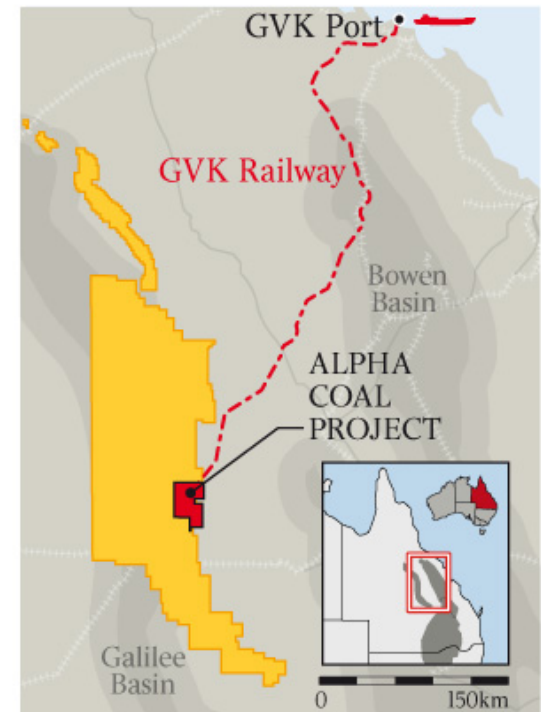 GVK Port
GVK Railway
Bowen
Basin
ALPHA
COAL
PROJECT
Galilee
Basin
0 150km